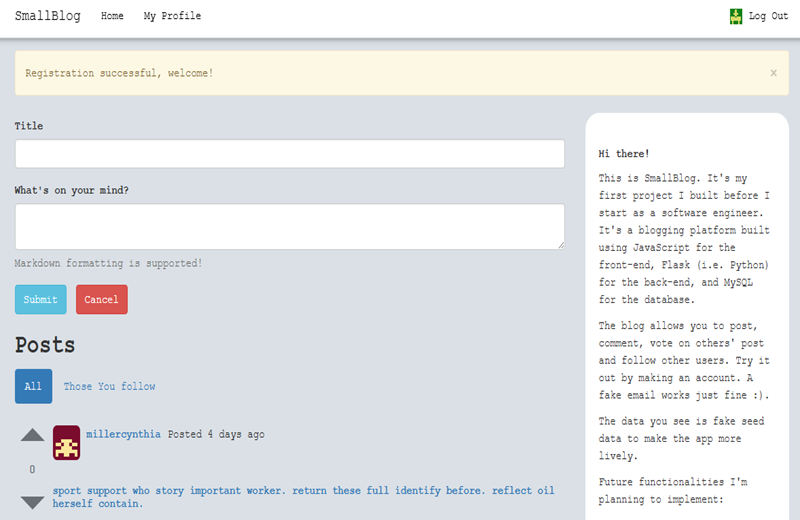 SmallBlog Home My Profile Log Out
Registration successful, welcome! ×
Title
What's on your mind?
Markdown formatting is supported!
Submit Cancel
Posts
All Those You follow
millercynthia Posted 4 days ago
0
sport support who story important worker. return these full identify before. reflect oil
herself contain.
Hi there!
This is SmallBlog. It's my
first project I built before I
start as a software engineer.
It's a blogging platform built
using JavaScript for the
front-end, Flask (i.e. Python)
for the back-end, and MySQL
for the database.
The blog allows you to post,
comment, vote on others' post
and follow other users. Try it
out by making an account. A
fake email works just fine :).
The data you see is fake seed
data to make the app more
lively.
Future functionalities I'm
planning to implement: